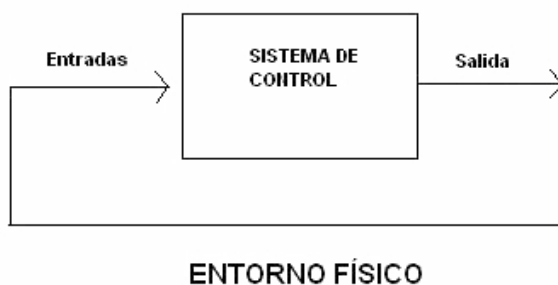 Entradas
SISTEMA DE
CONTROL
Salida
ENTORNO FÍSICO